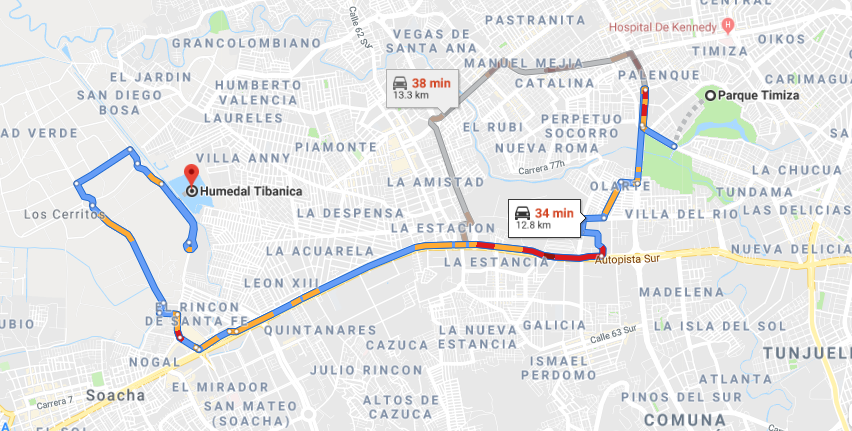 PASTRANITA
CENTRAL
Calle 62 Su
Hospital De Kennedy
VEGAS DE
SANTA ANA
GRANCOLOMBIANO
OIKOS
TIMIZA
MANUEL MEJIA
EL JARDIN
PALENQUE
CARIMAGUA
38 min
13.3 km
CATALINA
SAN DIEGO
BOSA
HUMBERTO
VALENCIA
LAURELES
Parque Timiza
PERPETUO
SOCORRO
EL RUBI
NUEVA ROMA
AD VERDE
PIAMONTE
VILLA ANNY
Carrera 77h
LA CHUCUA
LA AMISTAD
OLARTE
TUNDAMA
Humedal Tibanica
34 min
12.8 km
LAS DELICIAS
Los Cerritos
LA DESPENSA
VILLA DEL RIO
LA ESTACION
LA ACUARELA
NUEVA DELICIA
LA ESTANCIA
Autopista Sur
LEON XIII
MADELENA
EL RINCON
DE SANTA FE
UBIO
QUINTANARES
LA NUEVA
ESTANCIA
GALICIA
LA ISLA DEL SOL
Calle 63 Sur
CAZUCA
TUNJUEL
NOGAL
ISMAEL
PERDOMO
JULIO RINCON
ATLANTA
EL MIRADOR
Soacha
PINOS DEL SUR
Carrera 7
SAN MATEO
(SOACHA)
ALTOS DE
CAZUCA
COMUNA
EL SOL